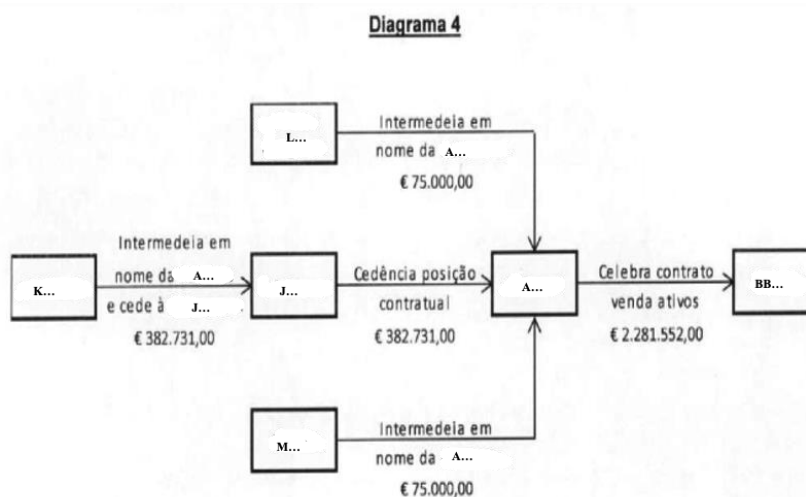 Diagrama 4
L...
Intermedeia em
nome da A...
€ 75.000,00
Intermedeia em
nome da A...
e cede à J...
€ 382.731,00
K...
J...
Cedência posição
contratual
€ 382.731,00
A...
Celebra contrato
venda ativos
€ 2.281.552,00
BB...
M...
Intermedeia em
nome da A...
€ 75.000,00